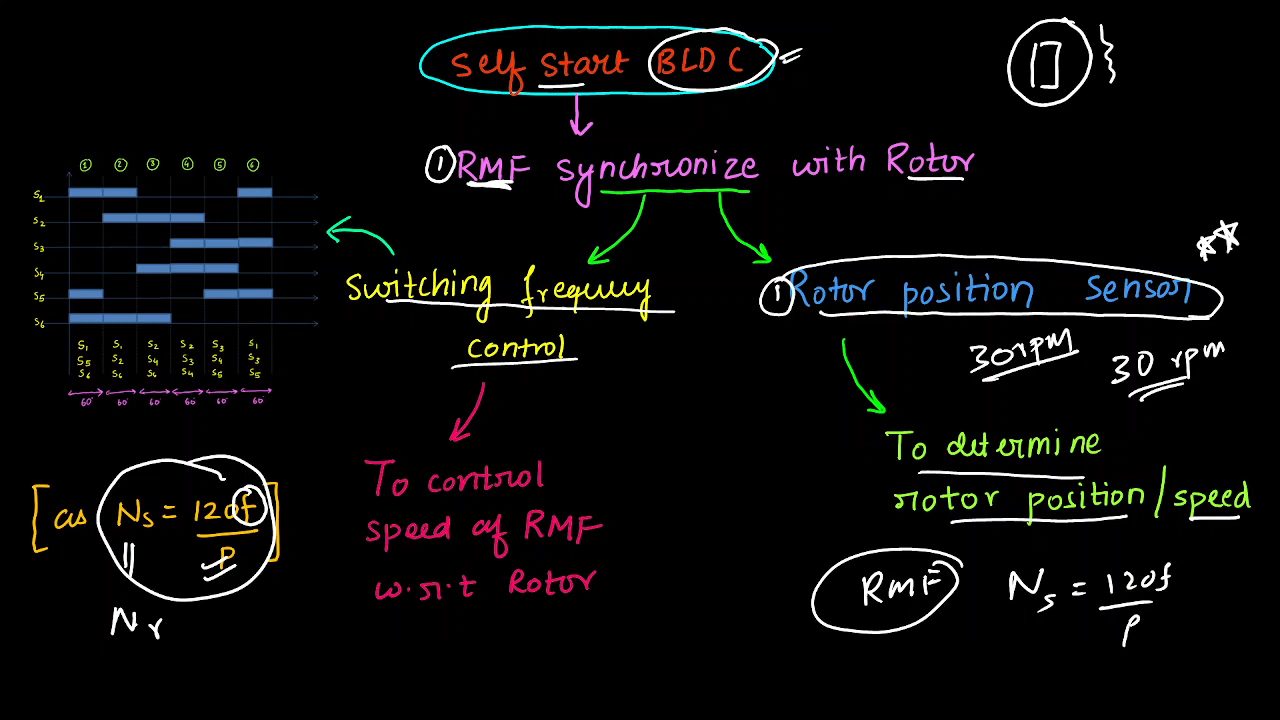 Self Start BLDC =
① RMF synchronize with Rotor
① ② ③ ④ ⑤ ⑥
S1
S2
S3
S4
S5
S6
S1 S1 S2 S2 S3 S1
S5 S2 S4 S3 S4 S3
S6 S6 S6 S4 S5 S5
60° 60° 60° 60° 60° 60°
Switching frequncy
control
① Rotor position Sensor
30rpm 30 rpm
To control
speed of RMF
w.r.t Rotor
To determine
rotor position/speed
[as Ns = 120f/P]
Nr
RMF Ns = 120f/P